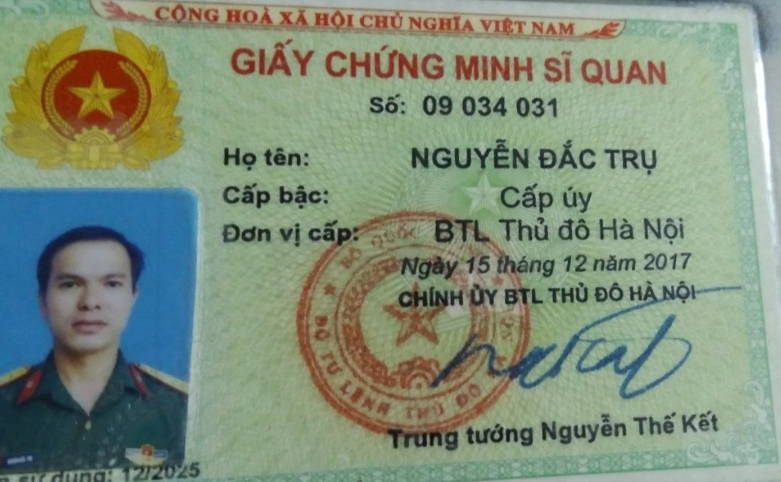 CỘNG HOÀ XÃ HỘI CHỦ NGHĨA VIỆT NAM
GIẤY CHỨNG MINH SĨ QUAN
Số: 09 034 031
Họ tên: NGUYỄN ĐẮC TRỤ
Cấp bậc: Cấp úy
Đơn vị cấp: BTL Thủ đô Hà Nội
Ngày 15 tháng 12 năm 2017
CHÍNH ỦY BTL THỦ ĐÔ HÀ NỘI
BỘ QUỐC
BỘ TƯ LỆNH THỦ ĐÔ
Trung tướng Nguyễn Thế Kết
sử dụng: 12/2025